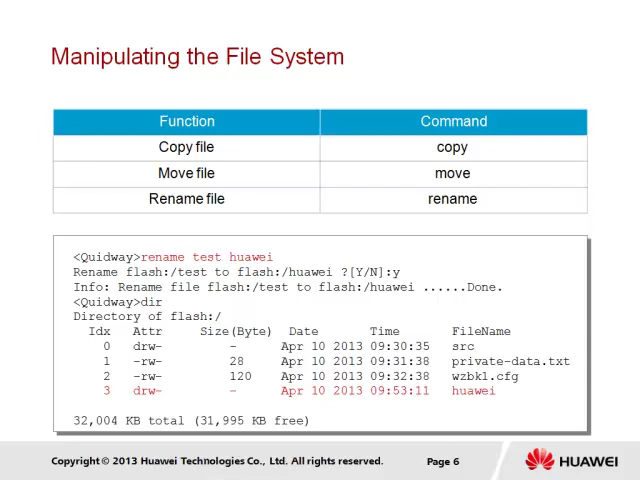 Manipulating the File System
Function Command
Copy file copy
Move file move
Rename file rename
<Quidway>rename test huawei
Rename flash:/test to flash:/huawei ?[Y/N]:y
Info: Rename file flash:/test to flash:/huawei ......Done.
<Quidway>dir
Directory of flash:/
Idx Attr Size(Byte) Date Time FileName
0 drw- - Apr 10 2013 09:30:35 src
1 -rw- 28 Apr 10 2013 09:31:38 private-data.txt
2 -rw- 120 Apr 10 2013 09:32:38 wzbk1.cfg
3 drw- - Apr 10 2013 09:53:11 huawei
32,004 KB total (31,995 KB free)
Copyright © 2013 Huawei Technologies Co., Ltd. All rights reserved. Page 6 HUAWEI